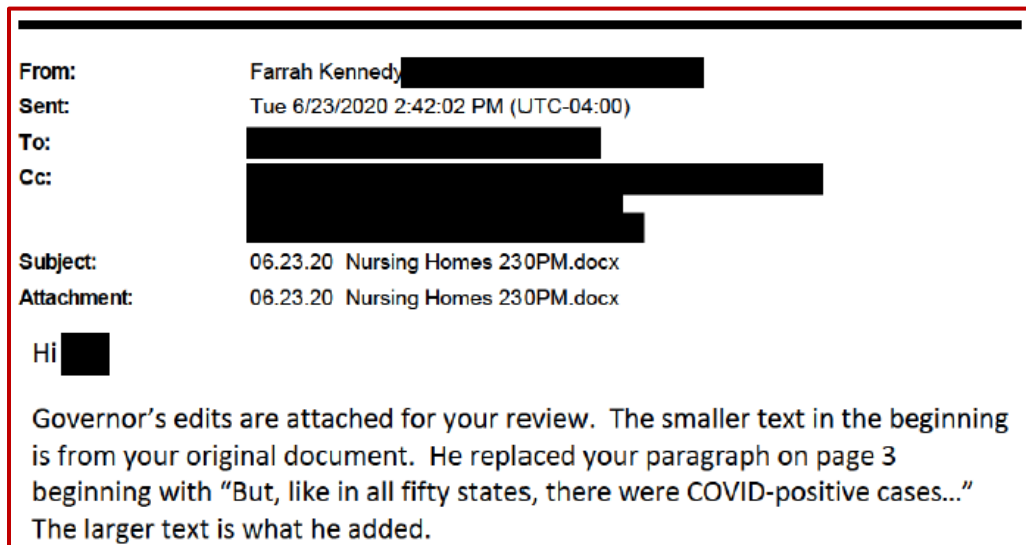 From: Farrah Kennedy
Sent: Tue 6/23/2020 2:42:02 PM (UTC-04:00)
To:
Cc:
Subject: 06.23.20 Nursing Homes 230PM.docx
Attachment: 06.23.20 Nursing Homes 230PM.docx
Hi
Governor’s edits are attached for your review. The smaller text in the beginning
is from your original document. He replaced your paragraph on page 3
beginning with “But, like in all fifty states, there were COVID-positive cases…”
The larger text is what he added.